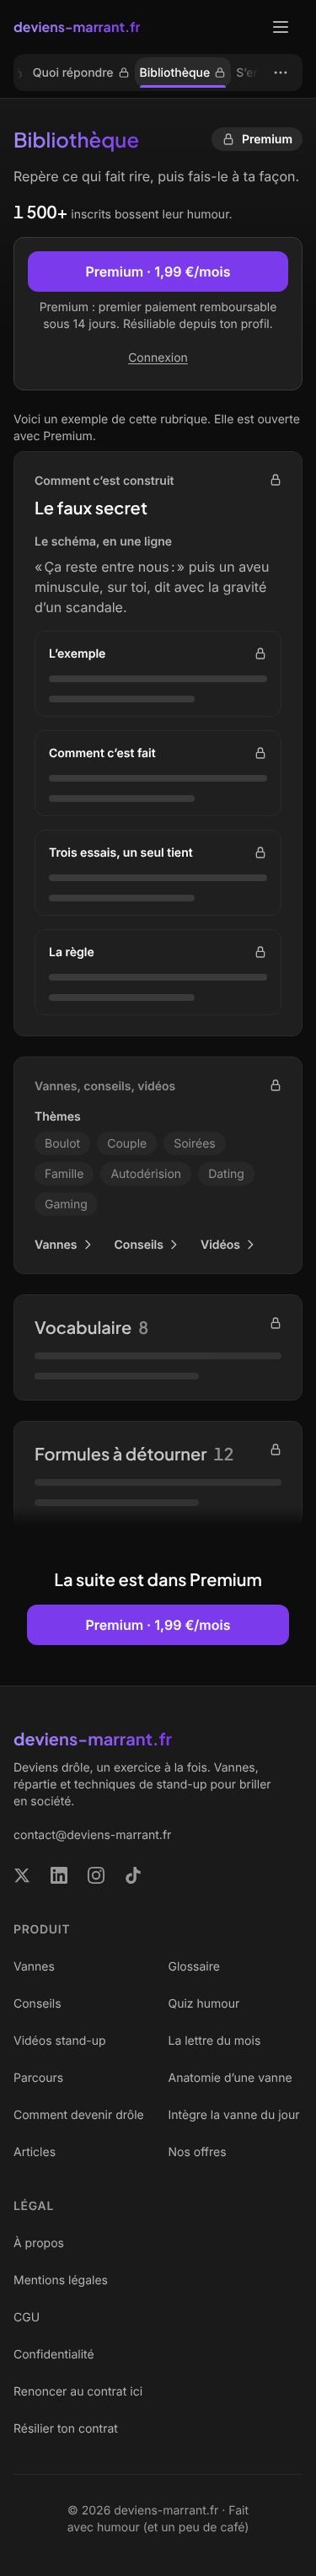 deviens-marrant.fr
Quoi répondre
Bibliothèque
Bibliothèque
Premium
Repère ce qui fait rire, puis fais-le à ta façon.
1 500+ inscrits bossent leur humour.
Premium · 1,99 €/mois
Premium : premier paiement remboursable
sous 14 jours. Résiliable depuis ton profil.
Connexion
Voici un exemple de cette rubrique. Elle est ouverte
avec Premium.
Comment c’est construit
Le faux secret
Le schéma, en une ligne
« Ça reste entre nous : » puis un aveu
minuscule, sur toi, dit avec la gravité
d’un scandale.
L’exemple
Comment c’est fait
Trois essais, un seul tient
La règle
Vannes, conseils, vidéos
Thèmes
Boulot Couple Soirées
Famille Autodérision Dating
Gaming
Vannes Conseils Vidéos
Vocabulaire 8
Formules à détourner 12
La suite est dans Premium
Premium · 1,99 €/mois
deviens-marrant.fr
Deviens drôle, un exercice à la fois. Vannes,
répartie et techniques de stand-up pour briller
en société.
contact@deviens-marrant.fr
PRODUIT
Vannes Glossaire
Conseils Quiz humour
Vidéos stand-up La lettre du mois
Parcours Anatomie d’une vanne
Comment devenir drôle Intègre la vanne du jour
Articles Nos offres
LÉGAL
À propos
Mentions légales
CGU
Confidentialité
Renoncer au contrat ici
Résilier ton contrat
© 2026 deviens-marrant.fr · Fait
avec humour (et un peu de café)